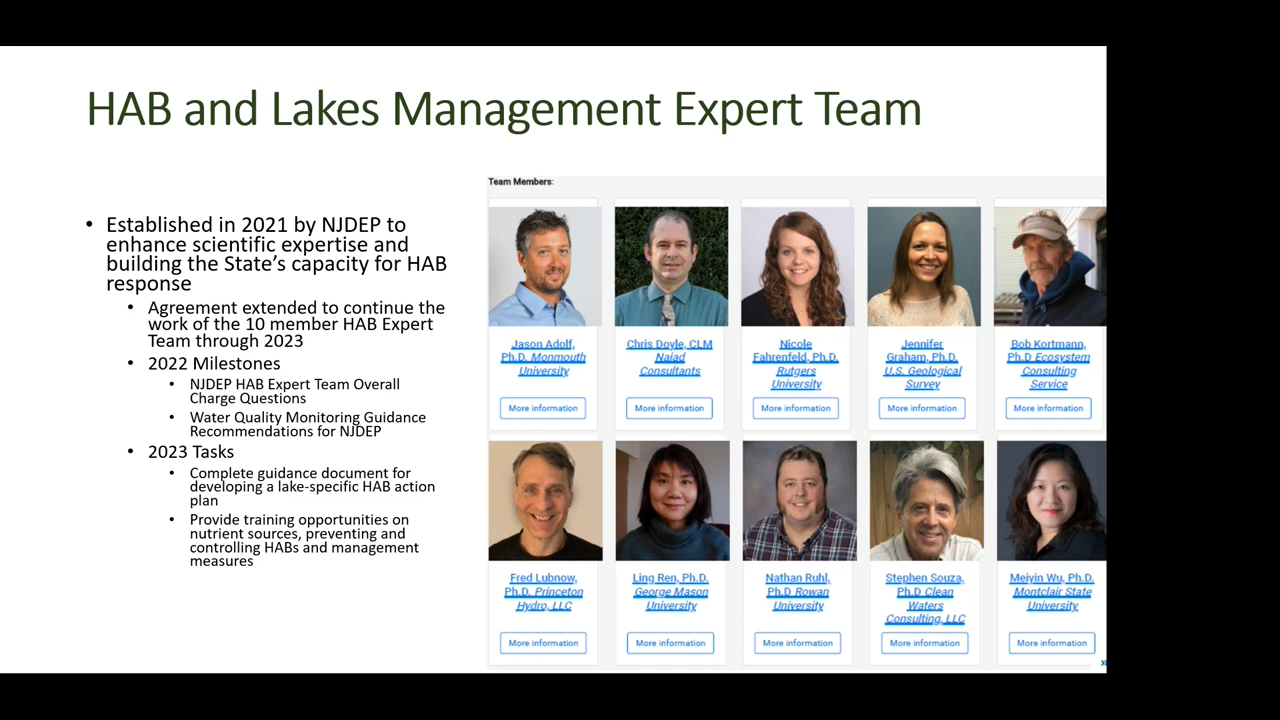 HAB and Lakes Management Expert Team
• Established in 2021 by NJDEP to
enhance scientific expertise and
building the State's capacity for HAB
response
• Agreement extended to continue the
work of the 10 member HAB Expert
Team through 2023
• 2022 Milestones
• NJDEP HAB Expert Team Overall
Charge Questions
• Water Quality Monitoring Guidance
Recommendations for NJDEP
• 2023 Tasks
• Complete guidance document for
developing a lake-specific HAB action
plan
• Provide training opportunities on
nutrient sources, preventing and
controlling HABs and management
measures
Team Members:
Jason Adolf,
Ph.D. Monmouth
University
More information
Chris Doyle, CLM
Naiad
Consultants
More information
Nicole
Fahrenfeld, Ph.D.
Rutgers
University
More information
Jennifer
Graham, Ph.D.
U.S. Geological
Survey
More information
Bob Kortmann,
Ph.D Ecosystem
Consulting
Service
More information
Fred Lubnow,
Ph.D. Princeton
Hydro, LLC
More information
Ling Ren, Ph.D.
George Mason
University
More information
Nathan Ruhl,
Ph.D Rowan
University
More information
Stephen Souza,
Ph.D Clean
Waters
Consulting, LLC
More information
Meiyin Wu, Ph.D.
Montclair State
University
More information
»